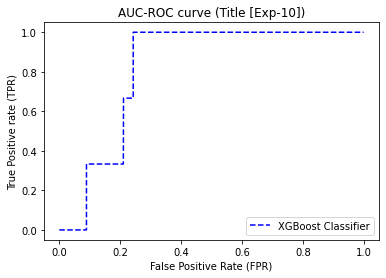 AUC-ROC curve (Title [Exp-10])
1.0
0.8
0.6
0.4
0.2
0.0
True Positive rate (TPR)
XGBoost Classifier
0.0 0.2 0.4 0.6 0.8 1.0
False Positive Rate (FPR)